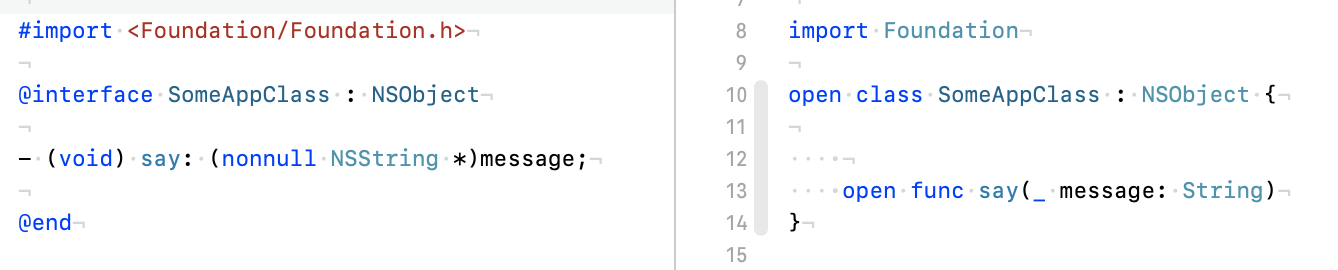 #import <Foundation/Foundation.h>¬
¬
@interface SomeAppClass : NSObject¬
¬
- (void) say: (nonnull NSString *)message;¬
¬
@end¬
7 ¬
8 import Foundation¬
9 ¬
10 open class SomeAppClass : NSObject {¬
11 ¬
12 ····¬
13 ····open func say(_ message: String)¬
14 }¬
15